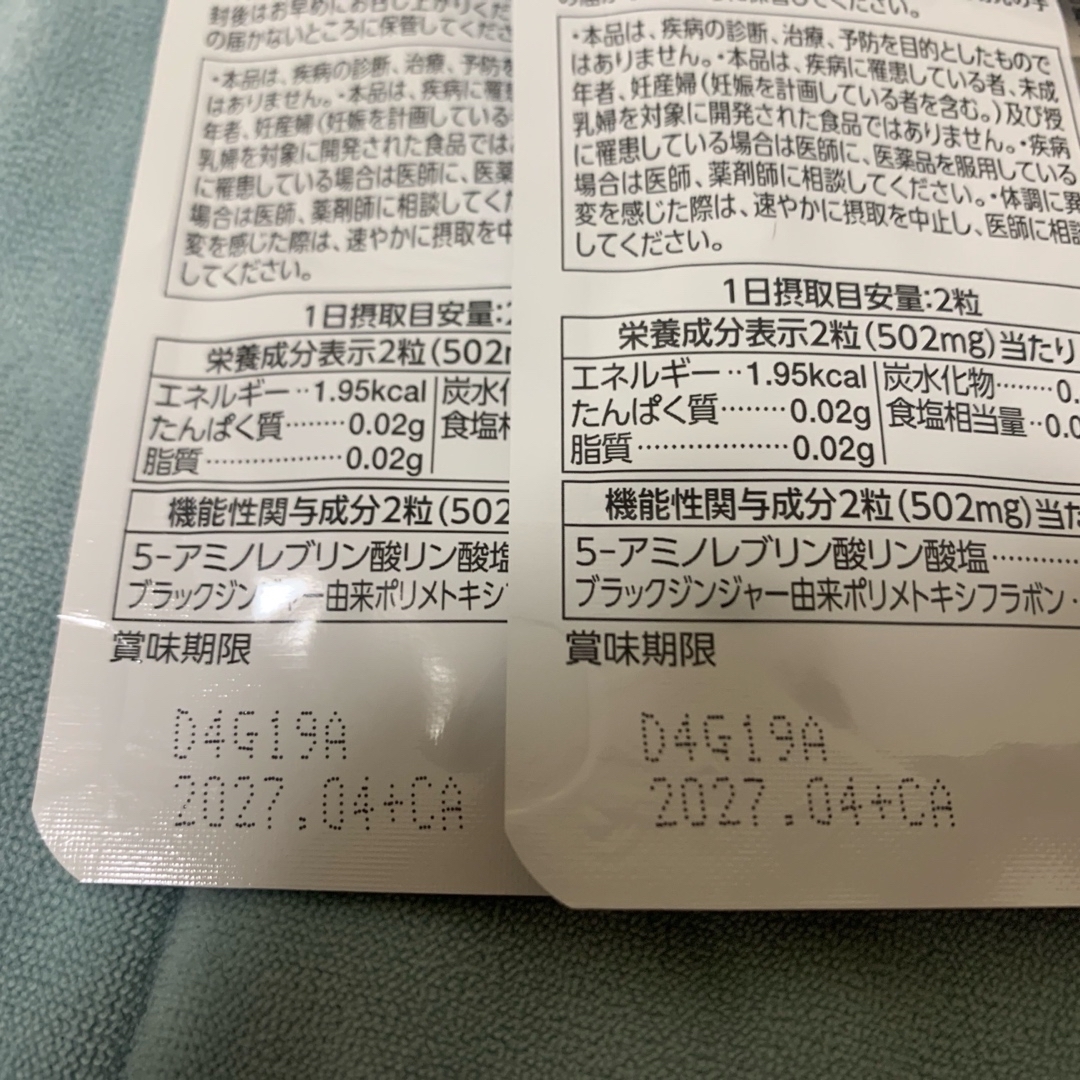 封後はお早めにお召し上がりくだ
の届かないところに保管してくださ
・本品は、疾病の診断、治療、予防を
はありません。・本品は、疾病に罹
年者、妊産婦(妊娠を計画している
乳婦を対象に開発された食品では
に罹患している場合は医師に、医薬
場合は医師、薬剤師に相談してく
変を感じた際は、速やかに摂取を中
してください。
1日摂取目安量:2
栄養成分表示2粒(502m
エネルギー‥1.95kcal
炭水化
たんぱく質‥‥‥‥0.02g
食塩相
脂質‥‥‥‥‥‥‥0.02g
機能性関与成分2粒(502
5-アミノレブリン酸リン酸塩
ブラックジンジャー由来ポリメトキシ
賞味期限
D4G19A
2027.04+CA
・本品は、疾病の診断、治療、予防を目的としたもので
はありません。・本品は、疾病に罹患している者、未成
年者、妊産婦(妊娠を計画している者を含む。)及び授
乳婦を対象に開発された食品ではありません。・疾病
に罹患している場合は医師に、医薬品を服用している
場合は医師、薬剤師に相談してください。・体調に異
変を感じた際は、速やかに摂取を中止し、医師に相談
してください。
1日摂取目安量:2粒
栄養成分表示2粒(502mg)当たり
エネルギー‥1.95kcal
炭水化物‥‥‥‥0.
たんぱく質‥‥‥‥0.02g
食塩相当量‥0.0
脂質‥‥‥‥‥‥‥0.02g
機能性関与成分2粒(502mg)当た
5-アミノレブリン酸リン酸塩‥‥‥‥
ブラックジンジャー由来ポリメトキシフラボン‥
賞味期限
D4G19A
2027.04+CA